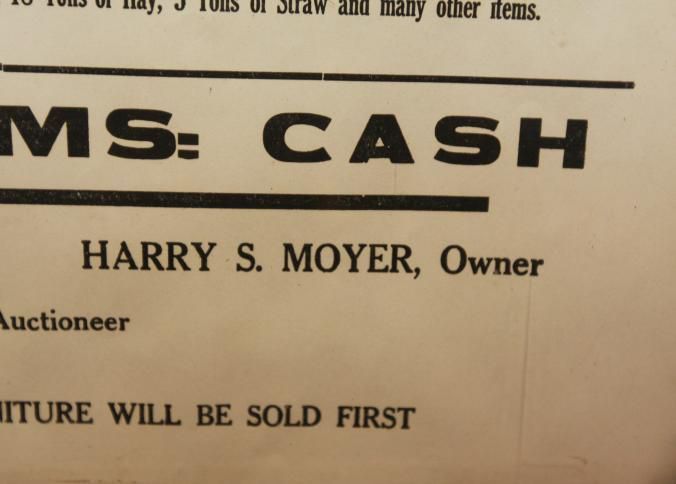 Tons of Hay, 5 Tons of Straw and many other items.
MS: CASH
HARRY S. MOYER, Owner
Auctioneer
NITURE WILL BE SOLD FIRST